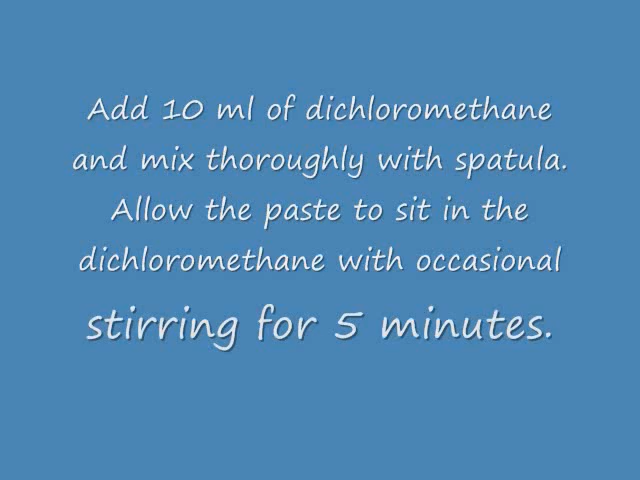 Add 10 ml of dichloromethane
and mix thoroughly with spatula.
Allow the paste to sit in the
dichloromethane with occasional
stirring for 5 minutes.